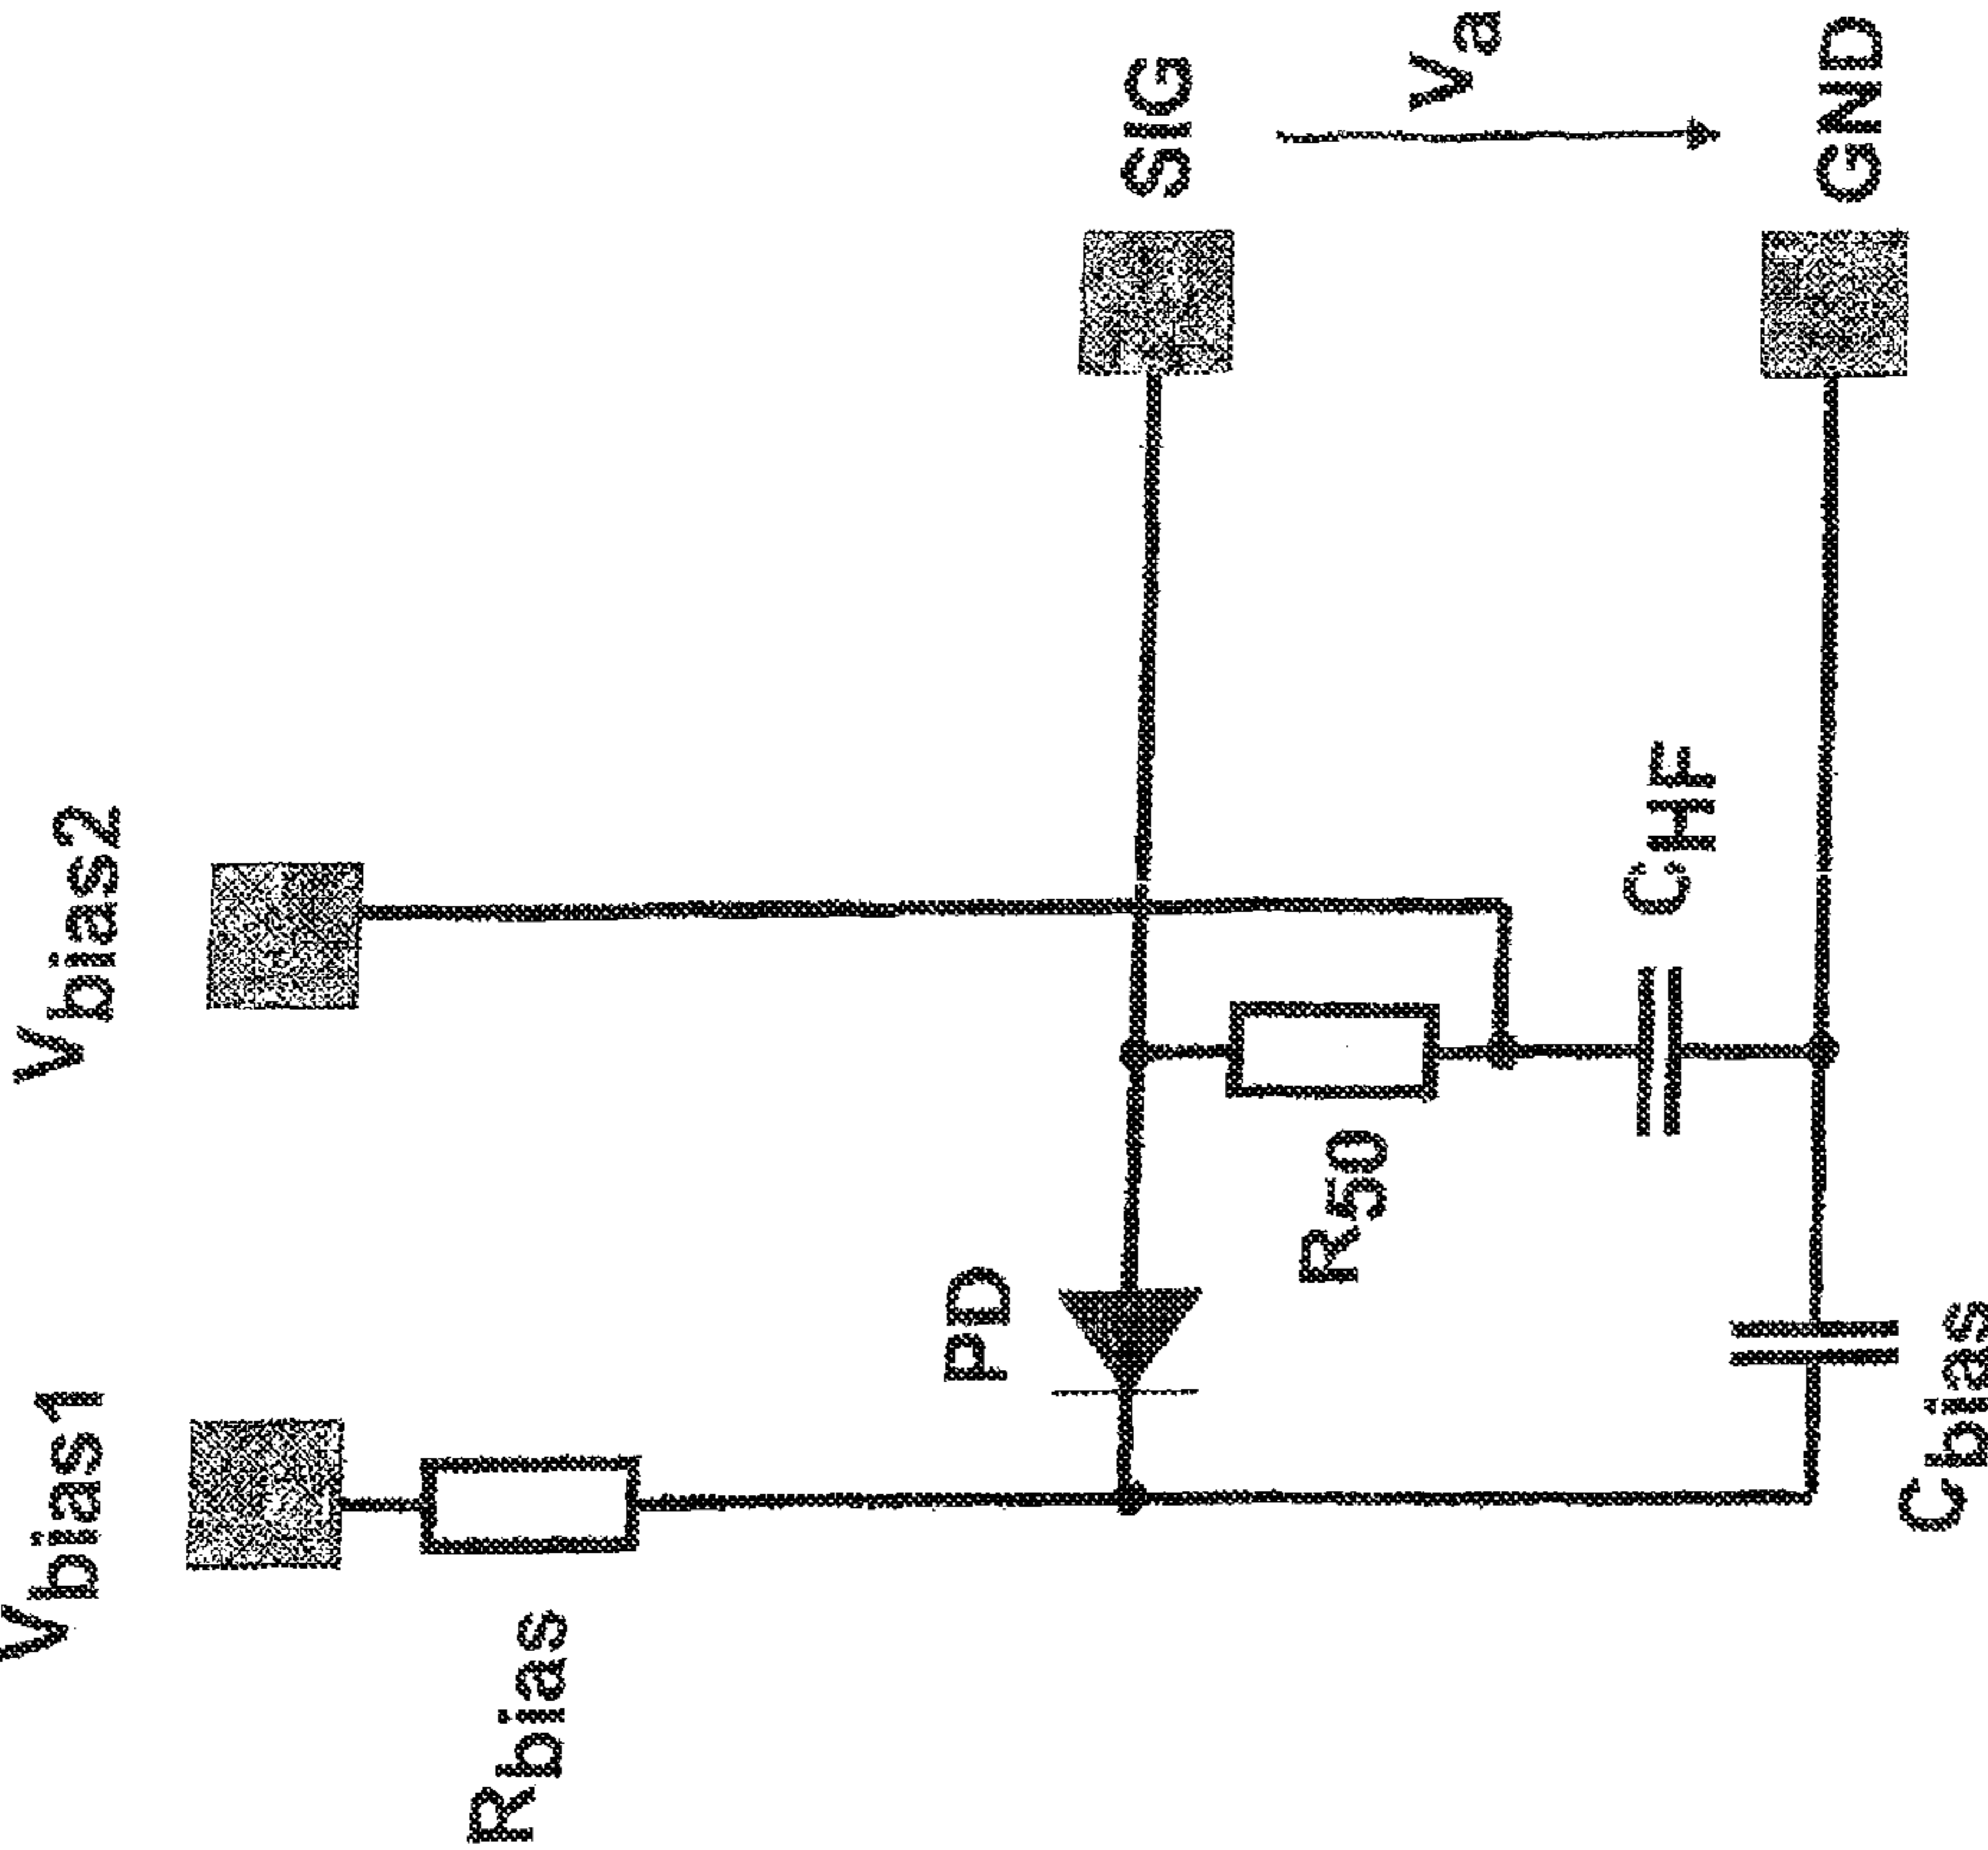 Vbias1
Vbias2
Rbias
PD
SIG
Va
R50
CHF
GND
Cbias